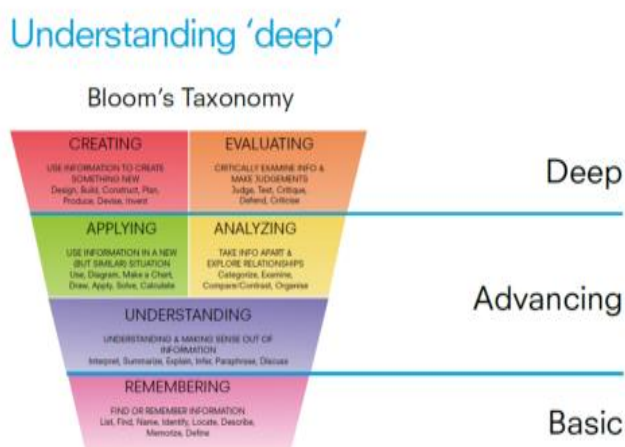 Understanding ‘deep’
Bloom's Taxonomy
CREATING
USE INFORMATION TO CREATE
SOMETHING NEW
Design, Build, Construct, Plan,
Produce, Devise, Invent
EVALUATING
CRITICALLY EXAMINE INFO &
MAKE JUDGEMENTS
Judge, Test, Critique,
Defend, Criticise
Deep
APPLYING
USE INFORMATION IN A NEW
(BUT SIMILAR) SITUATION
Use, Diagram, Make a Chart,
Draw, Apply, Solve, Calculate
ANALYZING
TAKE INFO APART &
EXPLORE RELATIONSHIPS
Categorize, Examine,
Compare/Contrast, Organise
Advancing
UNDERSTANDING
UNDERSTANDING & MAKING SENSE OUT OF
INFORMATION
Interpret, Summarize, Explain, Infer, Paraphrase, Discuss
REMEMBERING
FIND OR REMEMBER INFORMATION
List, Find, Name, Identify, Locate, Describe,
Memorize, Define
Basic